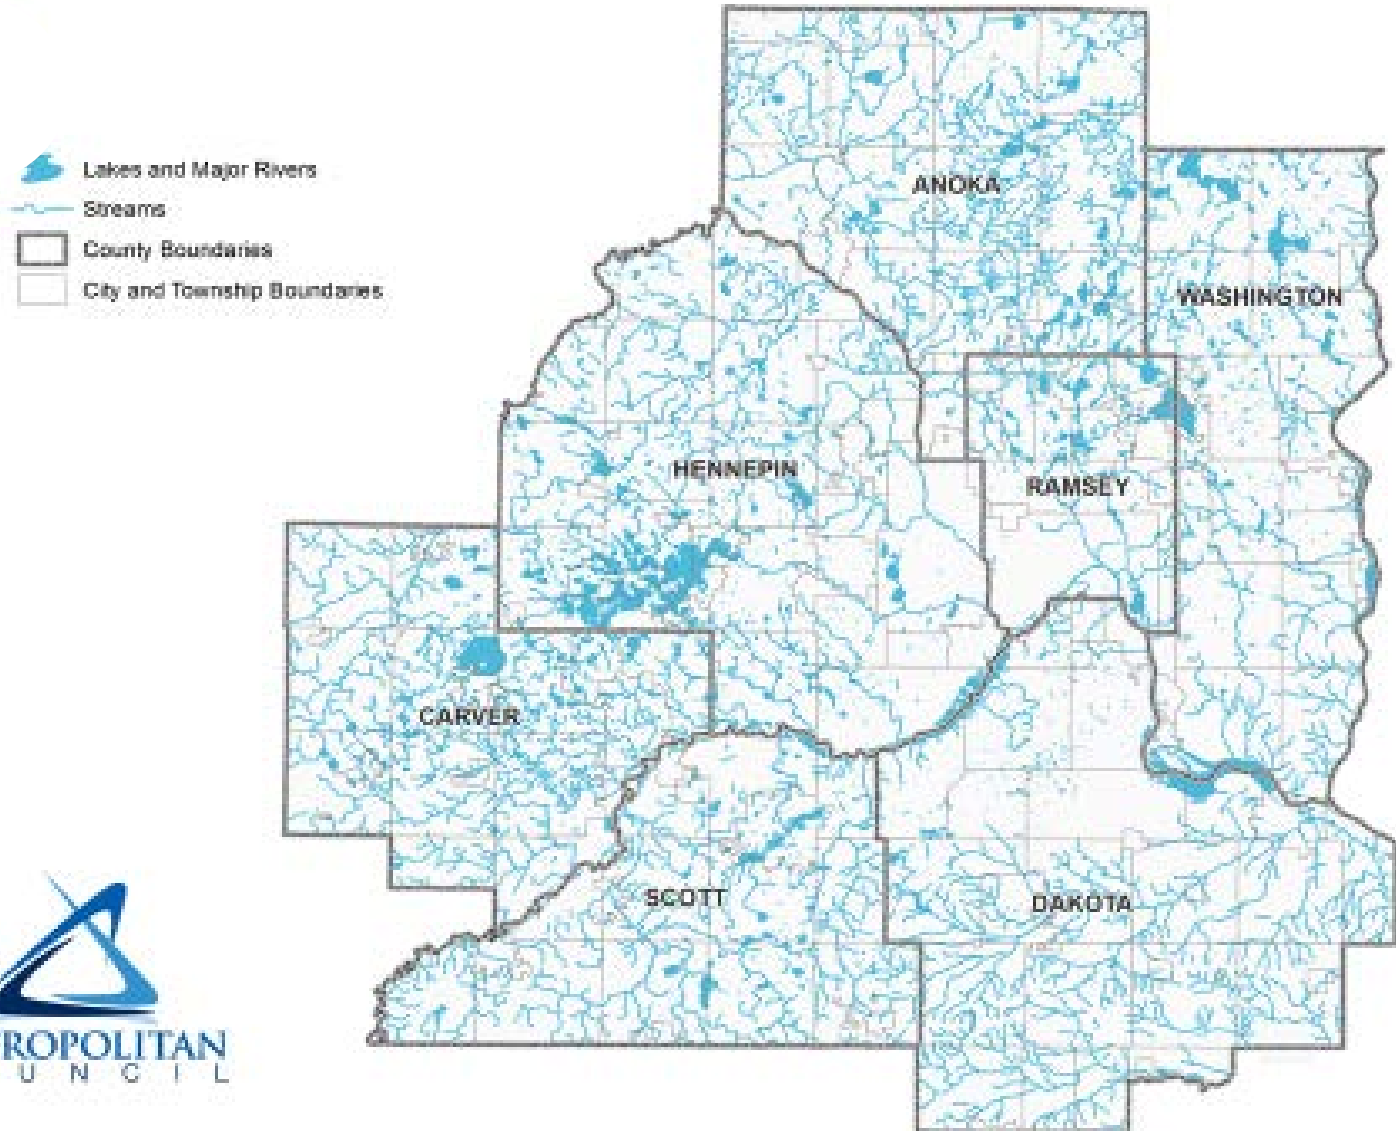 Lakes and Major Rivers
Streams
County Boundaries
City and Township Boundaries
ANOKA
WASHINGTON
HENNEPIN
RAMSEY
CARVER
SCOTT
DAKOTA
ROPOLITAN
U N C I L